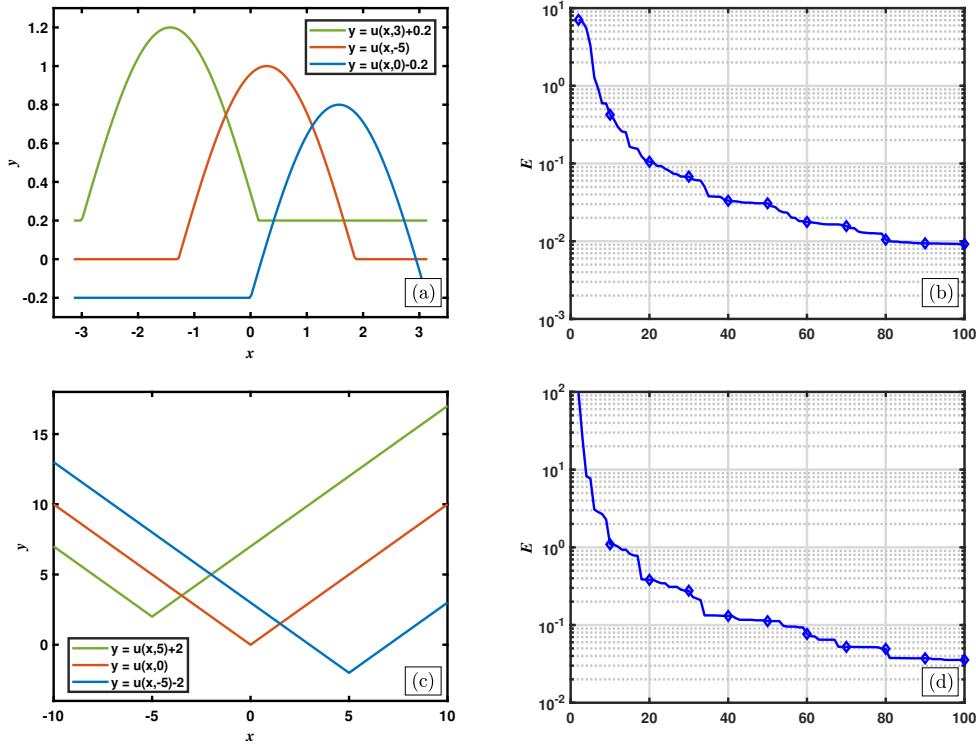 1.2
1
0.8
0.6
0.4
0.2
0
-0.2
y
-3
-2
-1
0
1
2
3
x
y = u(x,3)+0.2
y = u(x,-5)
y = u(x,0)-0.2
(a)
10^1
10^0
10^-1
10^-2
10^-3
E
0
20
40
60
80
100
(b)
15
10
5
0
y
-10
-5
0
5
10
x
y = u(x,5)+2
y = u(x,0)
y = u(x,-5)-2
(c)
10^2
10^1
10^0
10^-1
10^-2
E
0
20
40
60
80
100
(d)